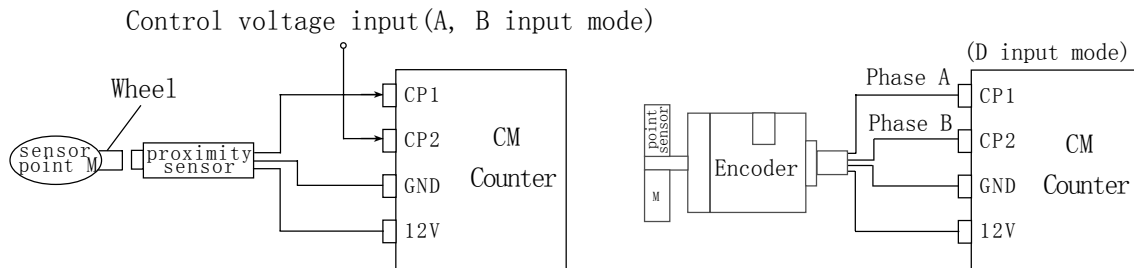 Control voltage input(A, B input mode)
Wheel
sensor
point M
proximity
sensor
CP1
CP2
GND
12V
CM
Counter
(D input mode)
Phase A
Phase B
point
sensor
M
Encoder
CP1
CP2
GND
12V
CM
Counter